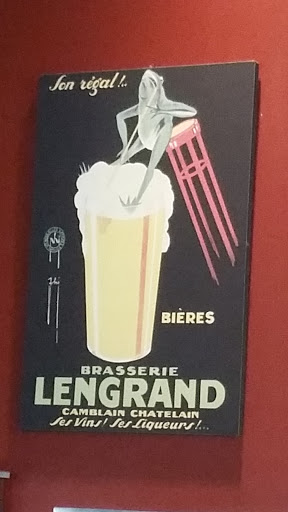 Son régal!..
BIÈRES
BRASSERIE
LENGRAND
CAMBLAIN CHATELAIN
Ses Vins! Ses Liqueurs!...